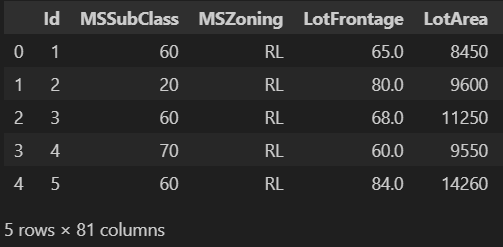 Id MSSubClass MSZoning LotFrontage LotArea
0 1 60 RL 65.0 8450
1 2 20 RL 80.0 9600
2 3 60 RL 68.0 11250
3 4 70 RL 60.0 9550
4 5 60 RL 84.0 14260
5 rows × 81 columns